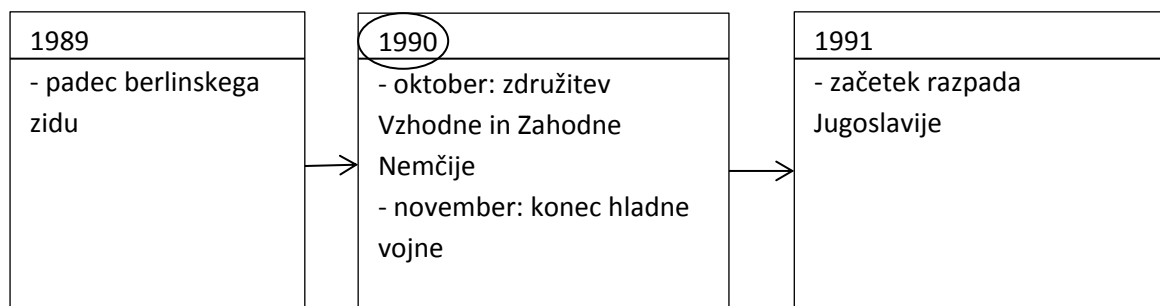 1989
- padec berlinskega
zidu
1990
- oktober: združitev
Vzhodne in Zahodne
Nemčije
- november: konec hladne
vojne
1991
- začetek razpada
Jugoslavije